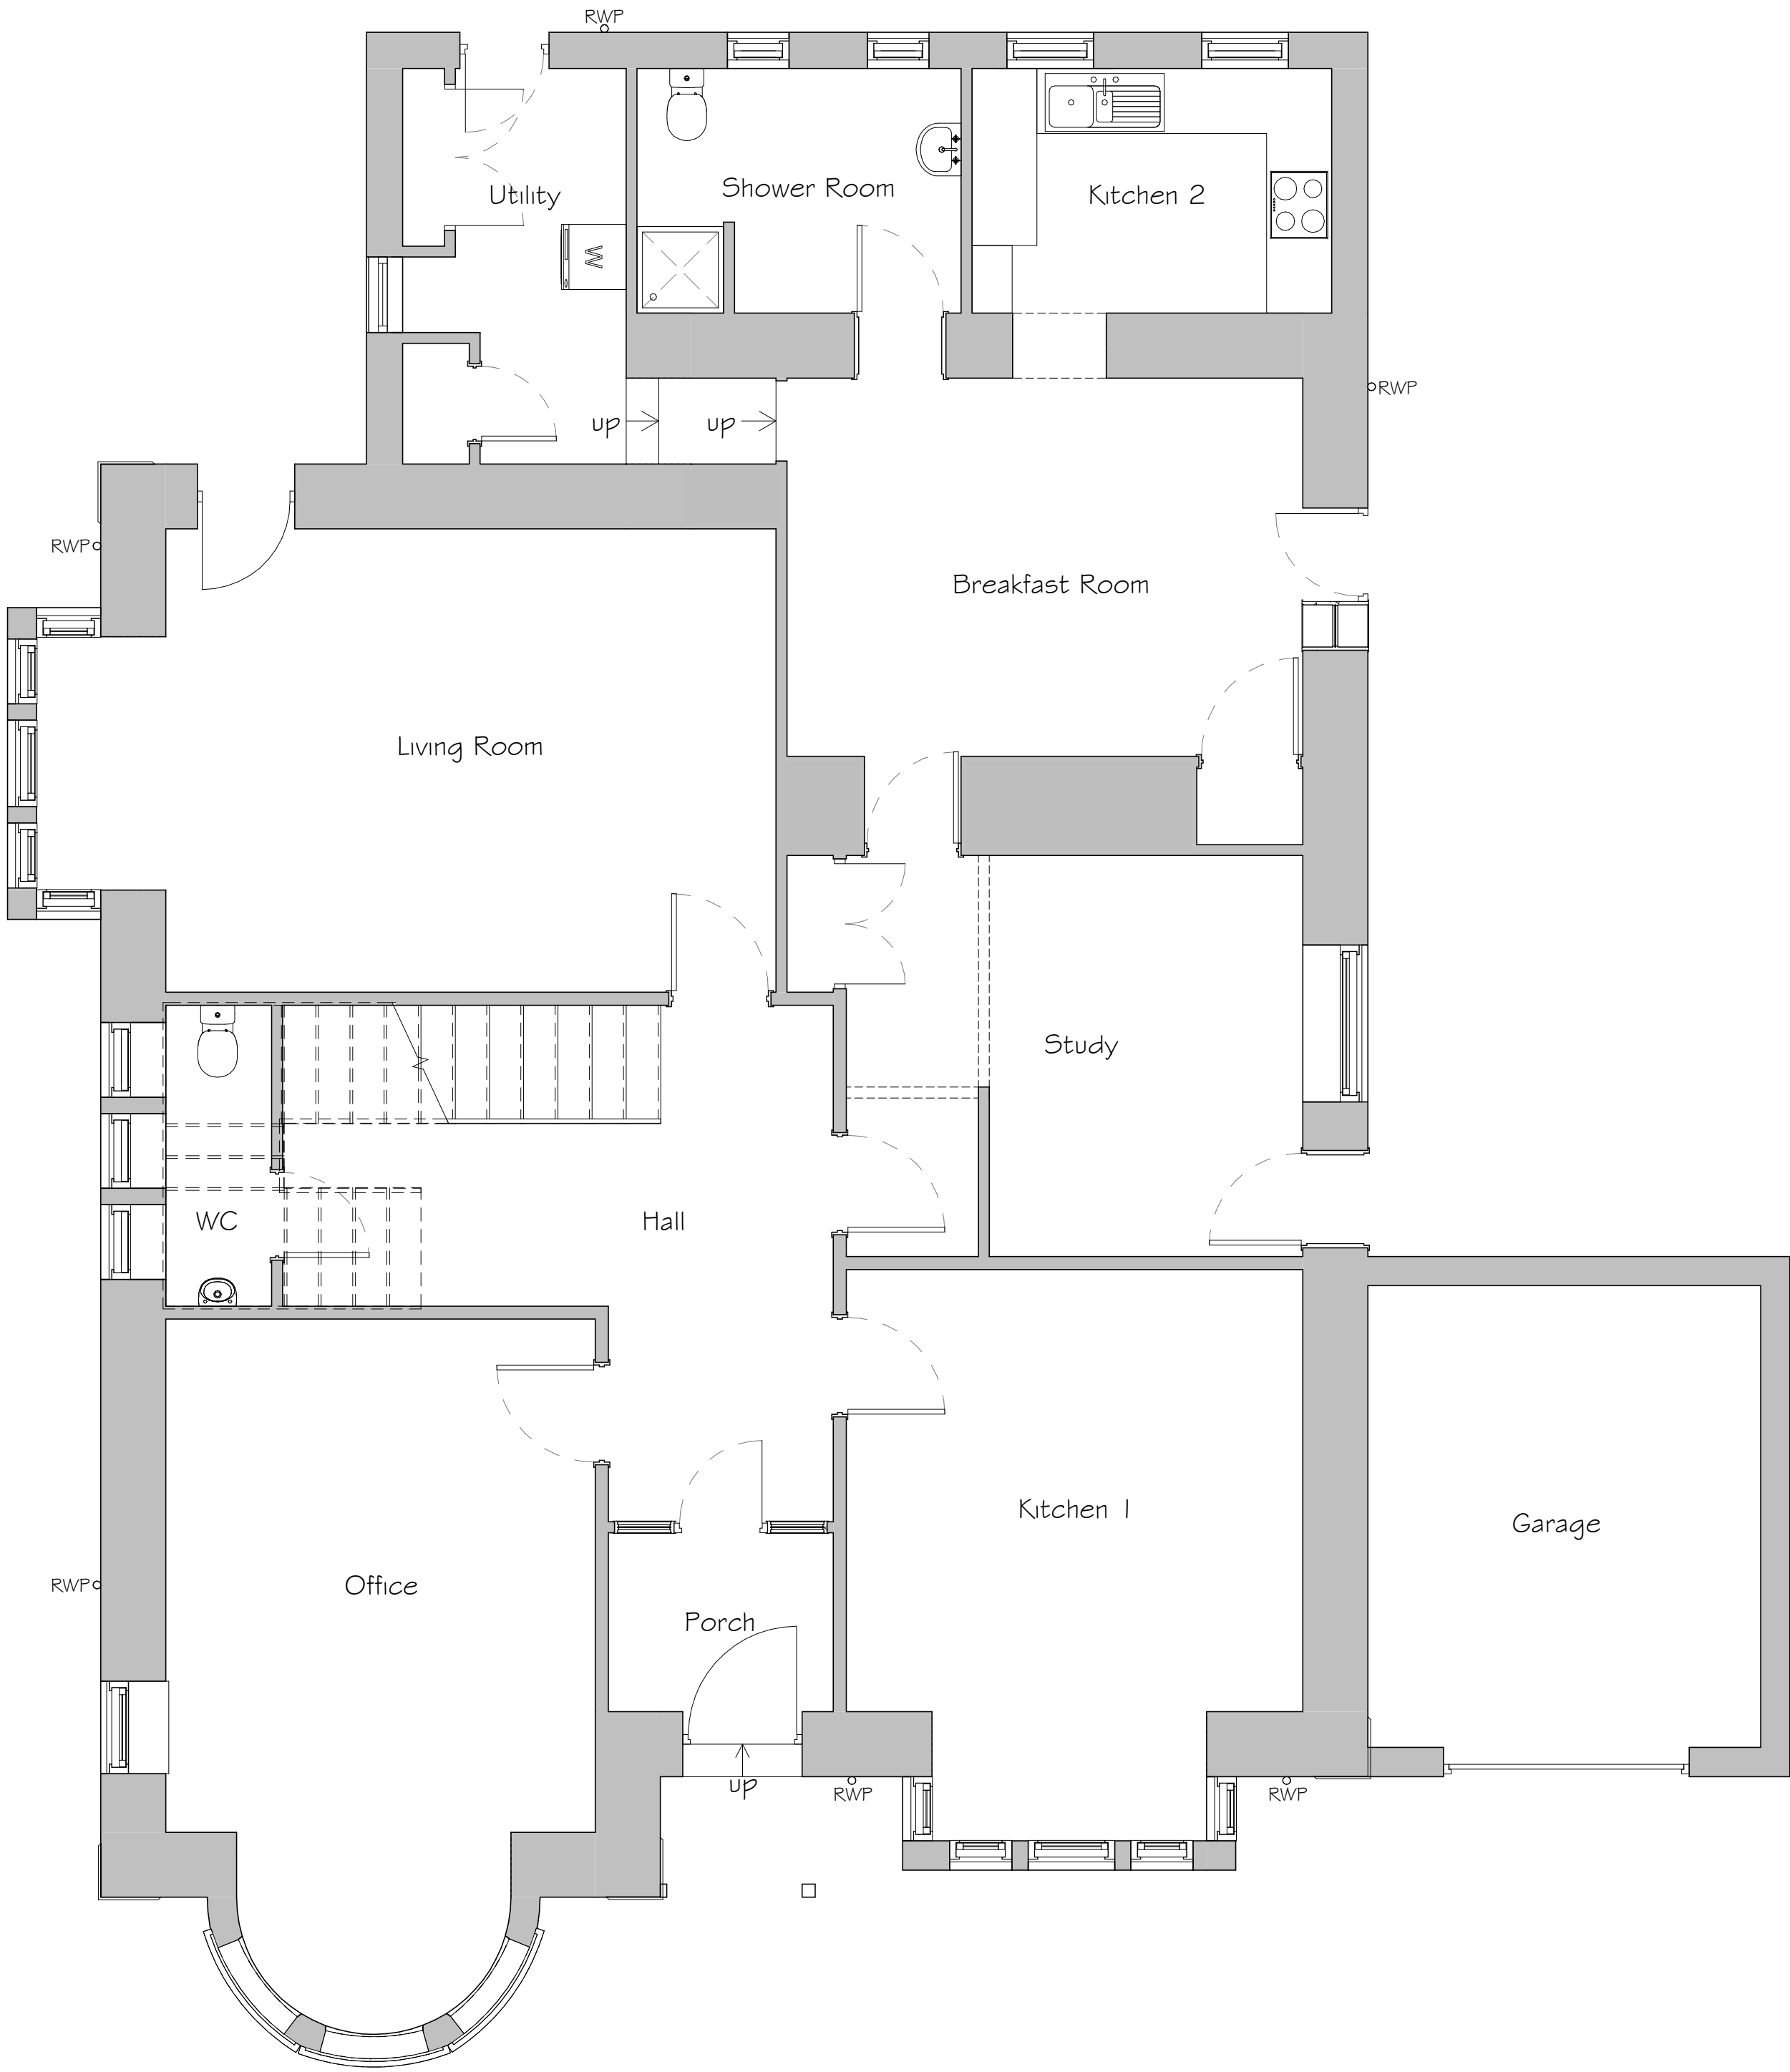 RWP
Utility
Shower Room
Kitchen 2
W
up
up
RWP
RWP
Breakfast Room
Living Room
Study
WC
Hall
Kitchen 1
Garage
RWP
Office
Porch
up
RWP
RWP